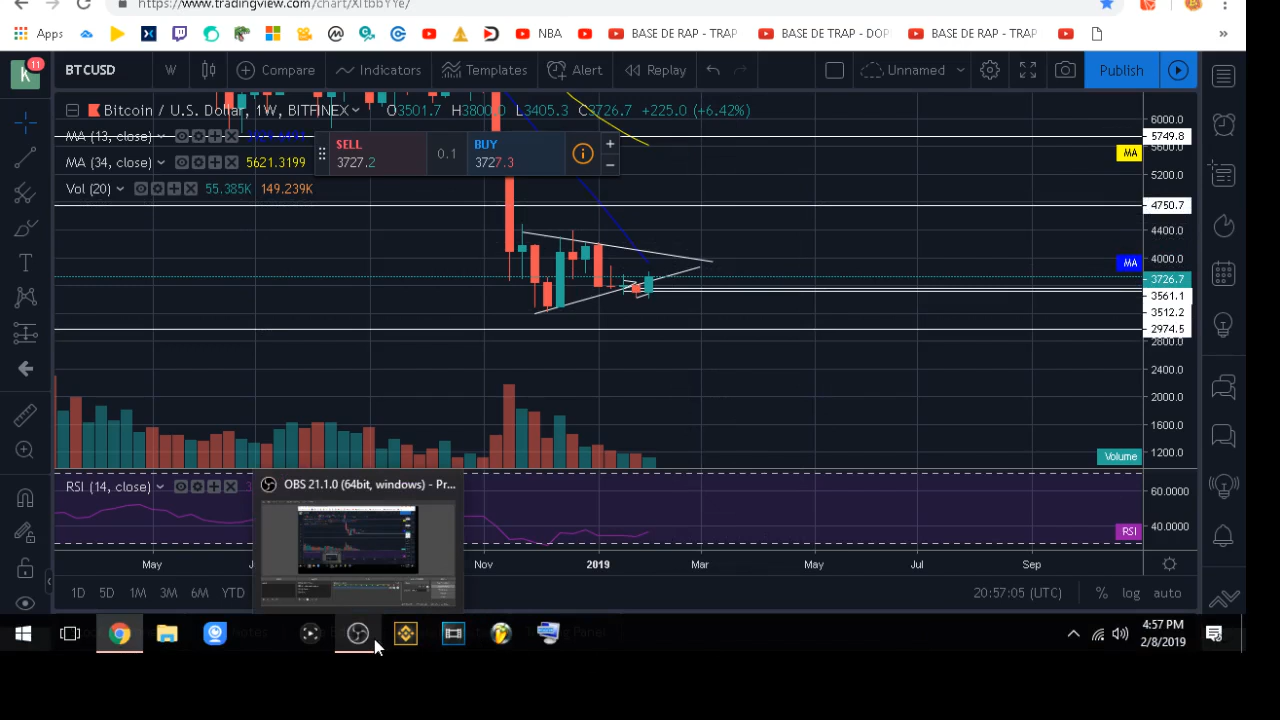 https://www.tradingview.com/chart/XltbbYYe/
Apps NBA BASE DE RAP - TRAP BASE DE TRAP - DOP BASE DE RAP - TRAP »
K 11 BTCUSD W Compare Indicators Templates Alert Replay Unnamed Publish
Bitcoin / U.S. Dollar, 1W, BITFINEX O3501.7 H3800.0 L3405.3 C3726.7 +225.0 (+6.42%)
MA (13, close)
MA (34, close) 5621.3199
Vol (20) 55.385K 149.239K
SELL
3727.2
0.1
BUY
3727.3
6000.0
5749.8
5600.0
MA
5200.0
4750.7
4400.0
4000.0
MA
3726.7
3561.1
3512.2
2974.5
2800.0
2400.0
2000.0
1600.0
1200.0
Volume
RSI (14, close)
60.0000
40.0000
RSI
OBS 21.1.0 (64bit, windows) - Pr...
May Nov 2019 Mar May Jul Sep
1D 5D 1M 3M 6M YTD 20:57:05 (UTC) % log auto
4:57 PM
2/8/2019